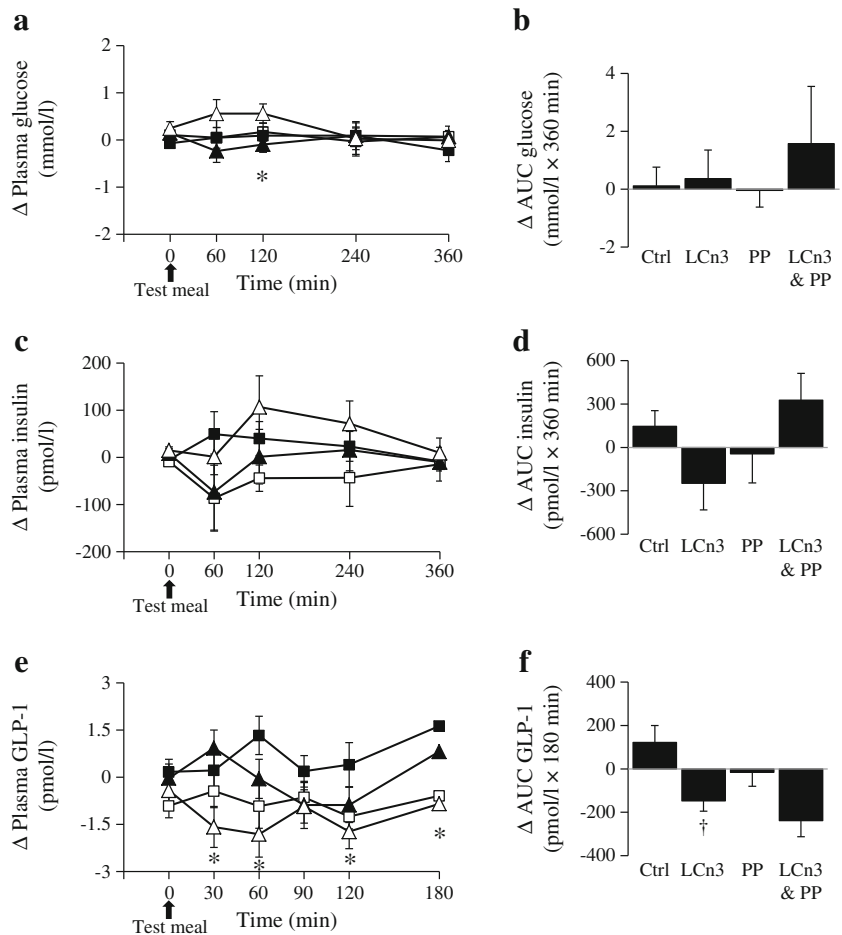 a
Δ Plasma glucose
(mmol/l)
2
1
0
-1
-2
*
0
60
120
240
360
Test meal
Time (min)
b
Δ AUC glucose
(mmol/l × 360 min)
4
2
0
-2
Ctrl
LCn3
PP
LCn3
& PP
c
Δ Plasma insulin
(pmol/l)
200
100
0
-100
-200
0
60
120
240
360
Test meal
Time (min)
d
Δ AUC insulin
(pmol/l × 360 min)
600
300
0
-300
-600
Ctrl
LCn3
PP
LCn3
& PP
e
Δ Plasma GLP-1
(pmol/l)
3
1.5
0
-1.5
-3
*
*
*
*
0
30
60
90
120
180
Test meal
Time (min)
f
Δ AUC GLP-1
(pmol/l × 180 min)
400
200
0
-200
-400
†
Ctrl
LCn3
PP
LCn3
& PP